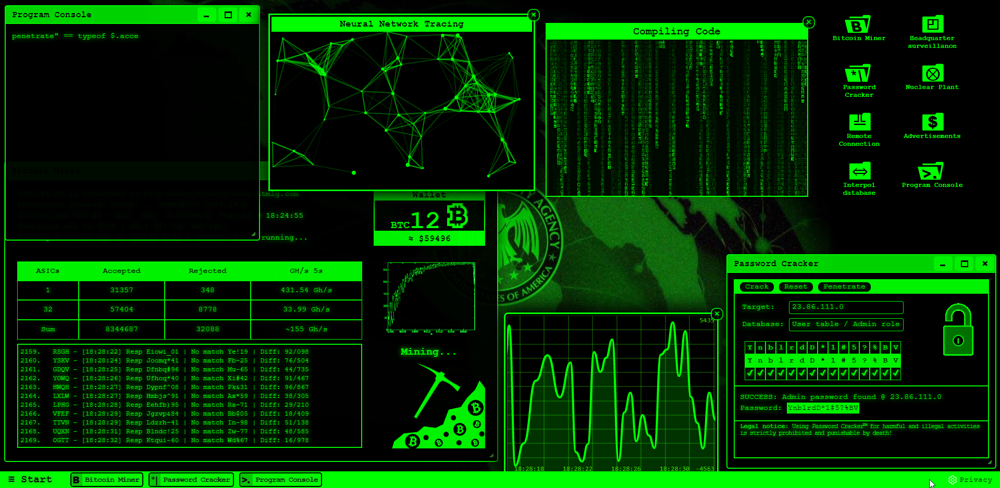 Program Console
penetrate" == typeof $.acce
Neural Network Tracing
Compiling Code
Bitcoin Miner
Headquarter
surveillance
Password
Cracker
Nuclear Plant
Remote
Connection
Advertisements
Interpol
database
Program Console
Bitcoin Miner
18:24:55
running...
Wallet
BTC12
≈ $59496
ASICs Accepted Rejected GH/s 5s
1 31357 348 431.54 Gh/s
32 57404 8778 33.99 Gh/s
Sum 8344687 32088 ~155 Gh/s
2159. RSGH - [18:28:22] Resp Eiowi_01 | No match Ye!19 | Diff: 92/098
2160. YSKV - [18:28:24] Resp Joomq*41 | No match Fb~25 | Diff: 76/504
2161. GDQV - [18:28:25] Resp Dfnbq#96 | No match Mu-65 | Diff: 44/735
2162. YOWQ - [18:28:26] Resp Ufhoq*40 | No match Xi#42 | Diff: 91/467
2163. HWQH - [18:28:27] Resp Dypnf^08 | No match Pk&31 | Diff: 96/867
2164. LXLW - [18:28:27] Resp Hmbjs^91 | No match Ax*59 | Diff: 38/305
2165. LPHG - [18:28:28] Resp Eehfb)95 | No match Ra~71 | Diff: 29/210
2166. VFEF - [18:28:29] Resp Jgzvp&84 | No match Bb$05 | Diff: 18/409
2167. TTVN - [18:28:29] Resp Ldzrh~41 | No match In-98 | Diff: 51/138
2168. UQXN - [18:28:31] Resp Blndc!25 | No match Zw-77 | Diff: 48/585
2169. OGTT - [18:28:32] Resp Ktqui-60 | No match Wd%67 | Diff: 16/978
Mining...
AGENCY
STATES OF AMERICA
5435
18:28:18 18:28:22 18:28:26 18:28:30 -4563
Password Cracker
Crack Reset Penetrate
Target: 23.86.111.0
Database: User table / Admin role
Y n b l r d D * 1 # 5 ? % B V
Y n b l r d D * 1 # 5 ? % B V
✔ ✔ ✔ ✔ ✔ ✔ ✔ ✔ ✔ ✔ ✔ ✔ ✔ ✔ ✔
SUCCESS: Admin password found @ 23.86.111.0
Password: YnblrdD*1#5?%BV
Legal notice: Using Password Cracker™ for harmful and illegal activities
is strictly prohibited and punishable by death!
☰ Start Bitcoin Miner Password Cracker Program Console Privacy